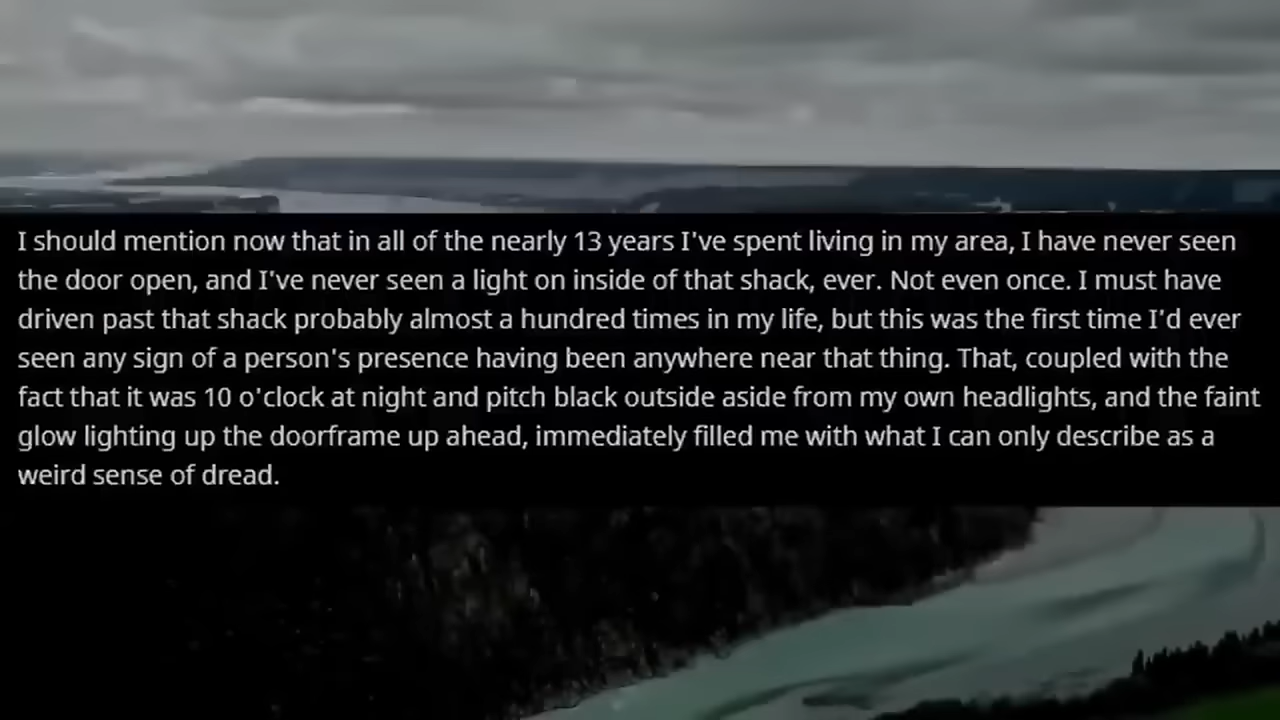 I should mention now that in all of the nearly 13 years I've spent living in my area, I have never seen
the door open, and I've never seen a light on inside of that shack, ever. Not even once. I must have
driven past that shack probably almost a hundred times in my life, but this was the first time I'd ever
seen any sign of a person's presence having been anywhere near that thing. That, coupled with the
fact that it was 10 o'clock at night and pitch black outside aside from my own headlights, and the faint
glow lighting up the doorframe up ahead, immediately filled me with what I can only describe as a
weird sense of dread.